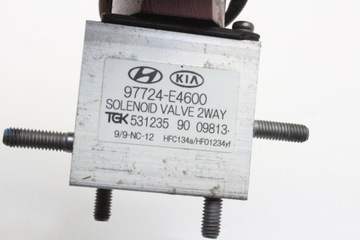 KIA
97724-E4600
SOLENOID VALVE 2WAY
TGK 531235 90 09813-
9/9-NC-12 HFC134a/HFO1234yf